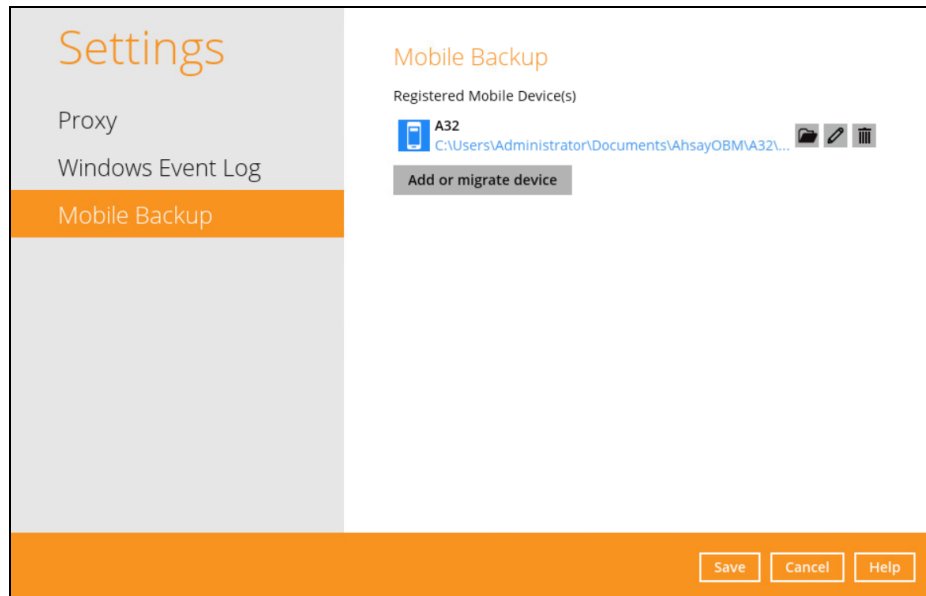 Settings
Proxy
Windows Event Log
Mobile Backup
Mobile Backup
Registered Mobile Device(s)
A32
C:\Users\Administrator\Documents\AhsayOBM\A32\...
Add or migrate device
Save Cancel Help